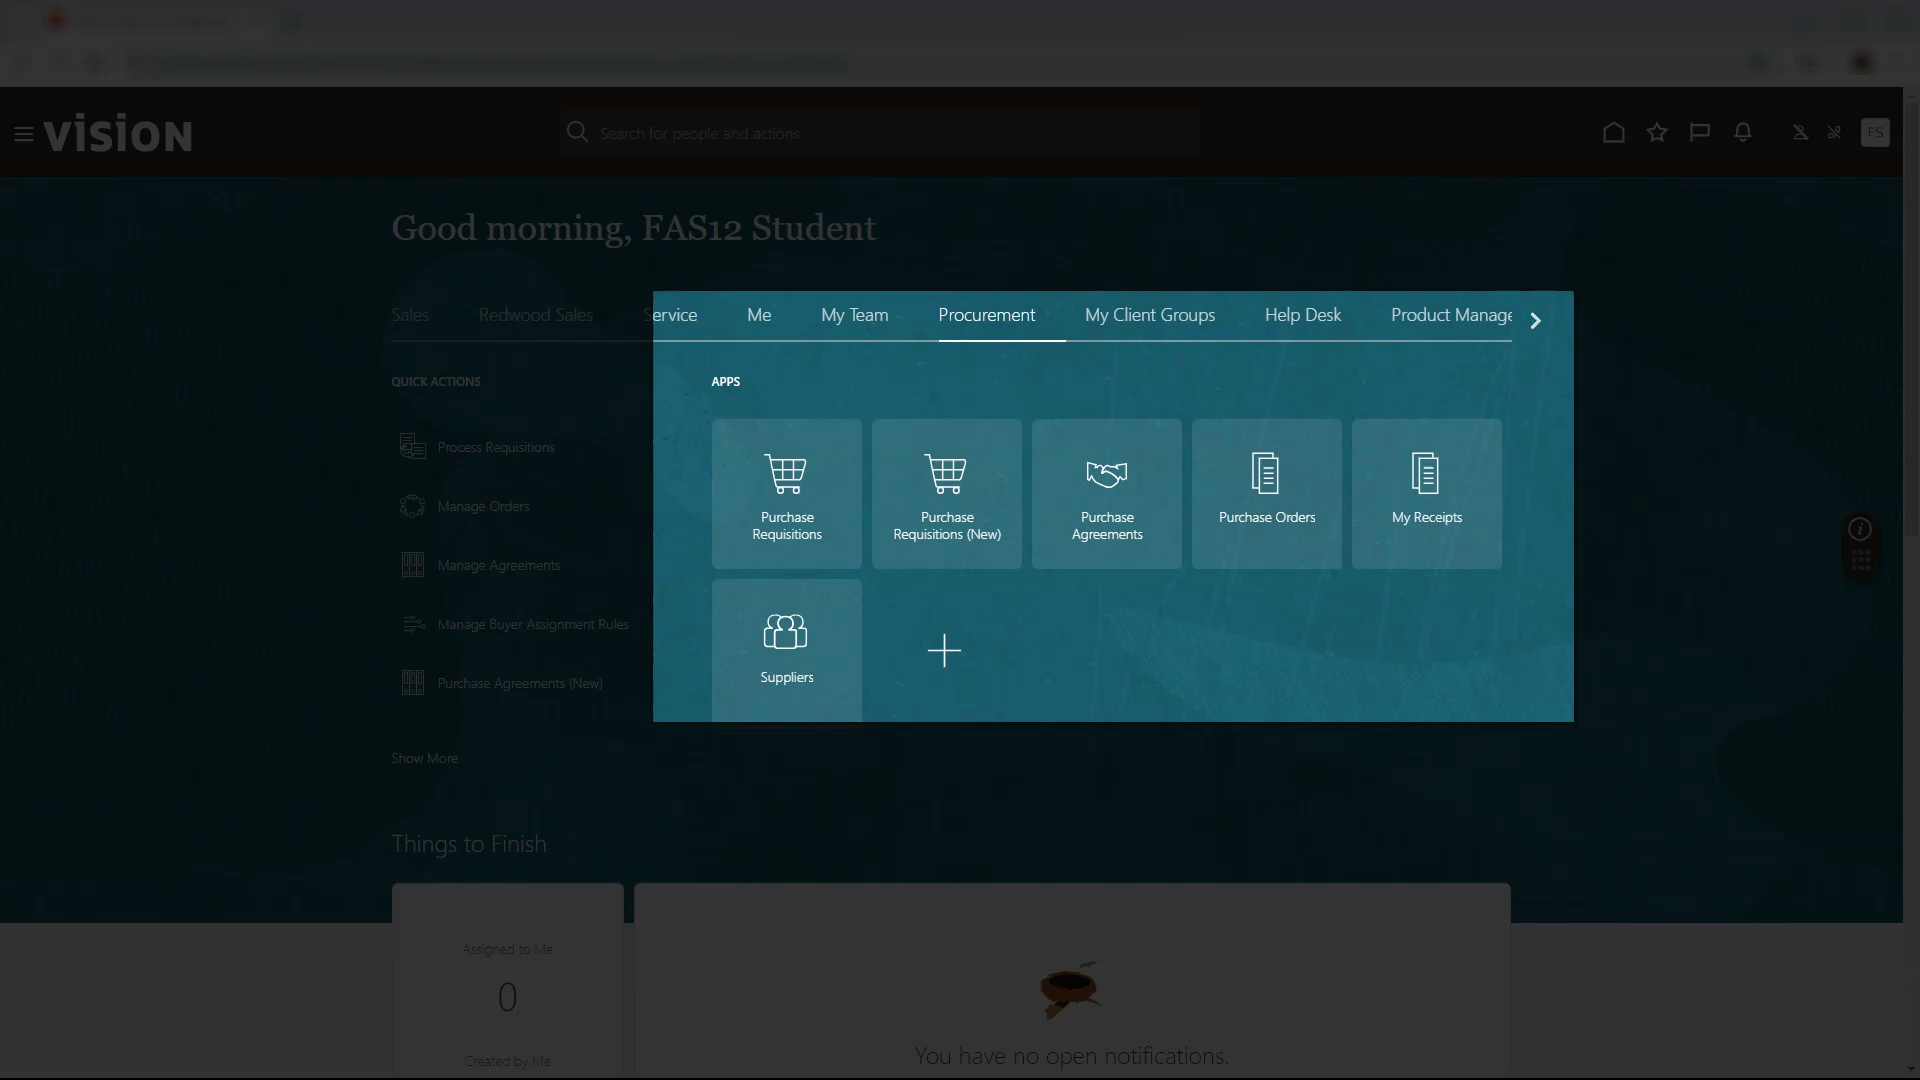 vision
Search for people and actions
FS
Good morning, FAS12 Student
Sales
Redwood Sales
Service
Me
My Team
Procurement
My Client Groups
Help Desk
Product Manage
QUICK ACTIONS
Process Requisitions
Manage Orders
Manage Agreements
Manage Buyer Assignment Rules
Purchase Agreements (New)
Show More
APPS
Purchase
Requisitions
Purchase
Requisitions (New)
Purchase
Agreements
Purchase Orders
My Receipts
Suppliers
Things to Finish
Assigned to Me
0
Created by Me
You have no open notifications.